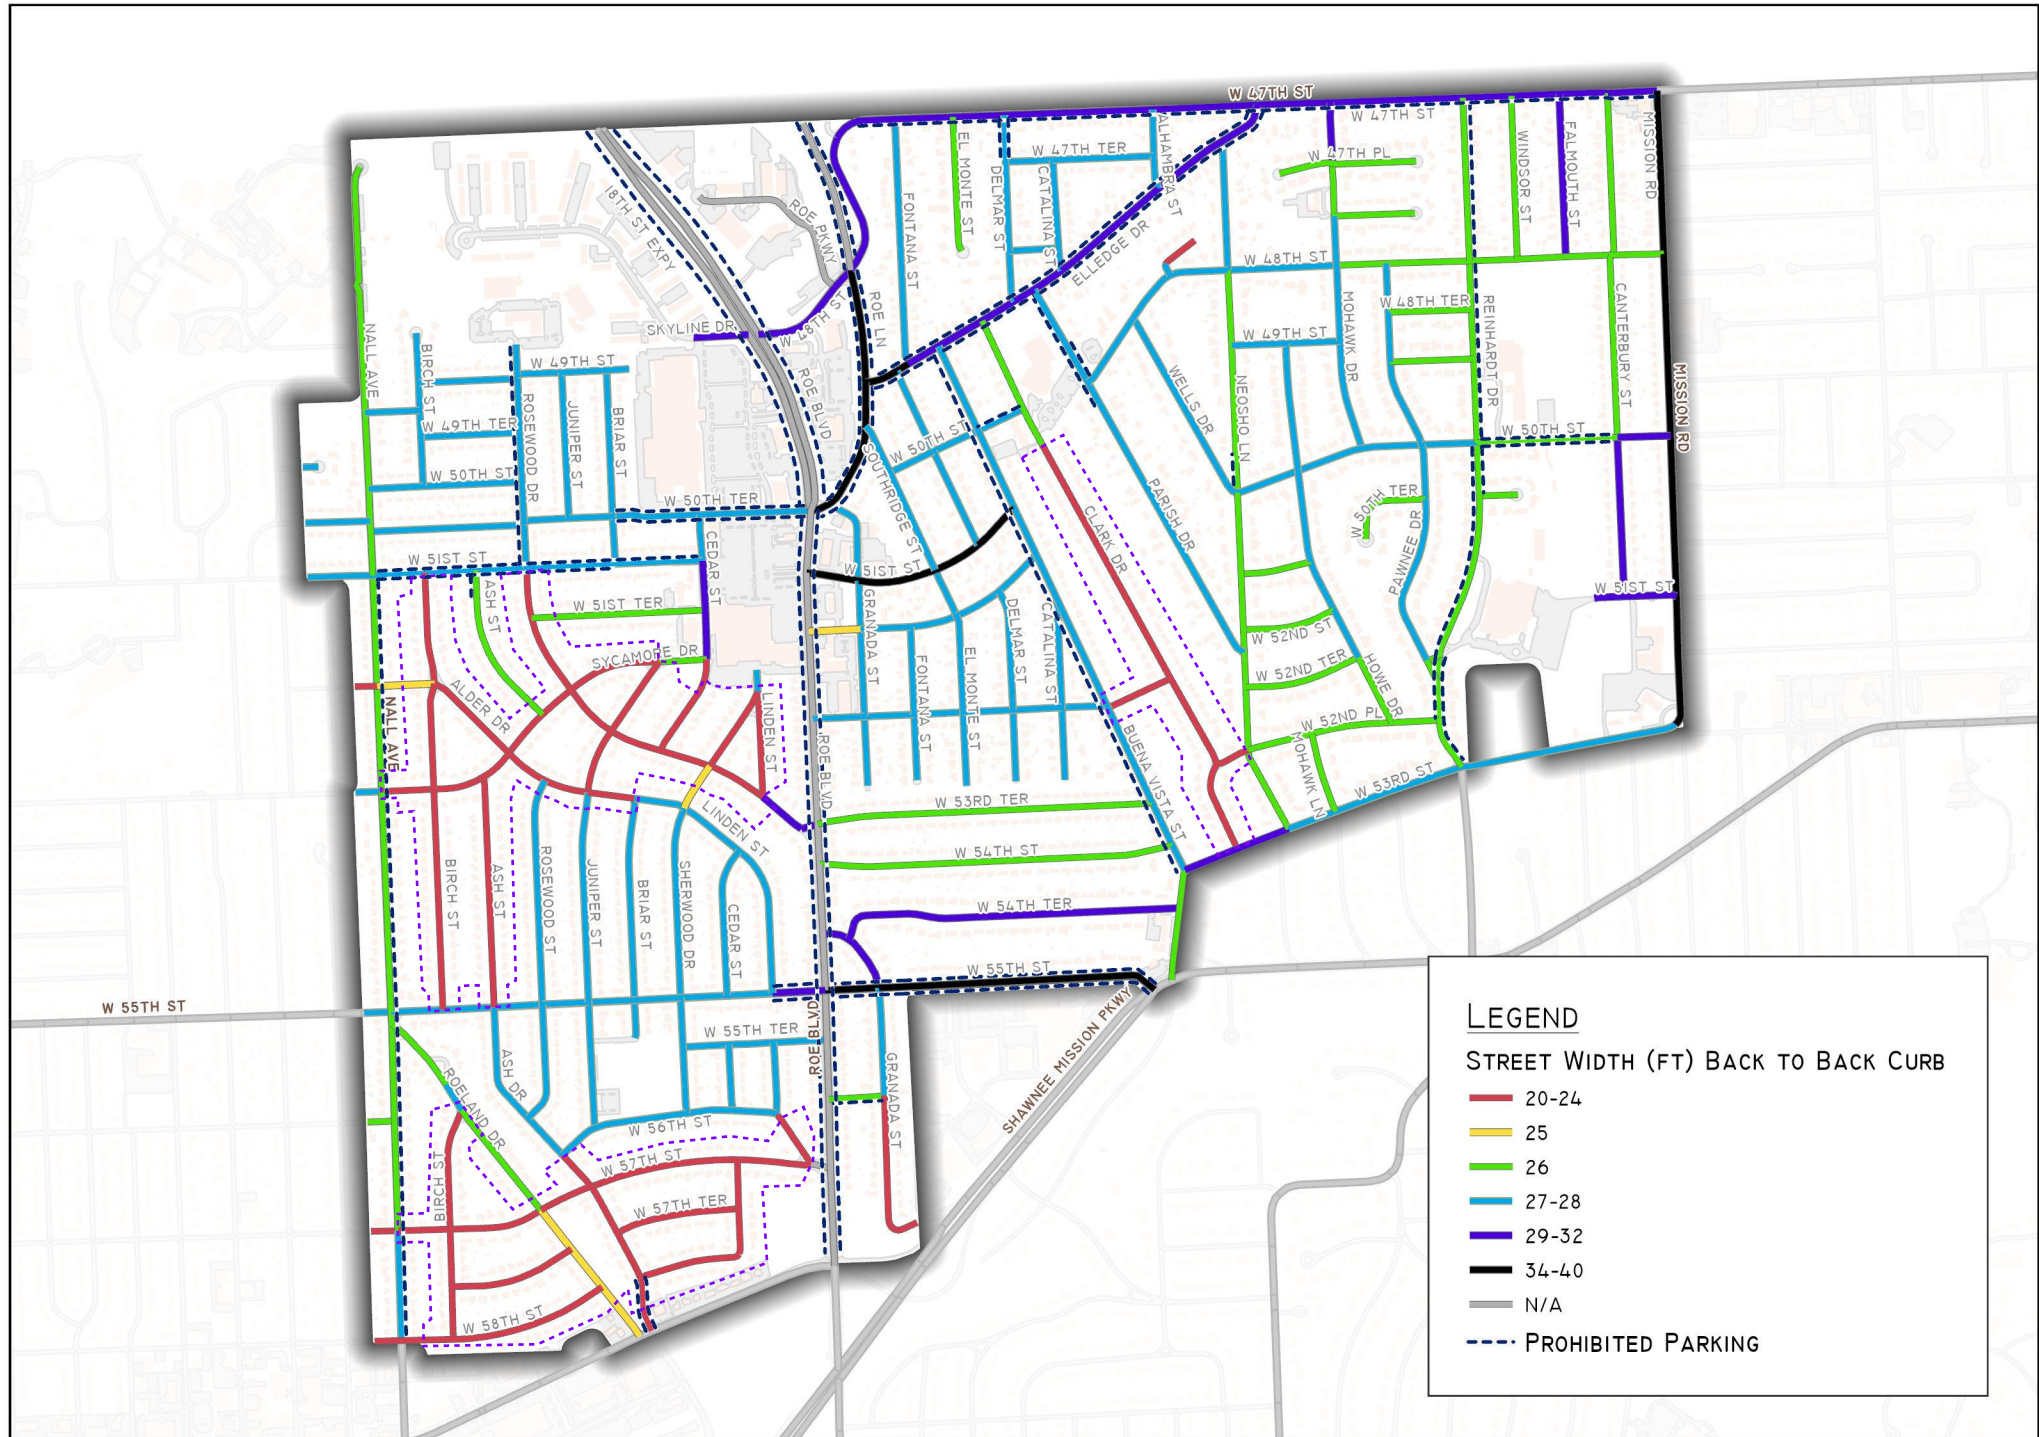 W 47TH ST
W 47TH ST
MISSION RD
WINDSOR ST
FALMOUTH ST
EL MONTE ST
DELMAR ST
W 47TH TER
CATALINA ST
ALHAMBRA ST
W 47TH PL
18TH ST EXPY
ROE PKWY
FONTANA ST
ELLEDGE DR
W 48TH ST
ROE LN
W 48TH ST
SKYLINE DR
NALL AVE
BIRCH ST
W 49TH ST
ROE BLVD
MOHAWK DR
W 48TH TER
REINHARDT DR
CANTERBURY ST
W 49TH ST
WELLS DR
NEOSHO LN
MISSION RD
ROSEWOOD DR
JUNIPER ST
BRIAR ST
W 49TH TER
W 50TH ST
W 50TH ST
SOUTHRIDGE ST
W 50TH ST
W 50TH TER
PARISH DR
CLARK DR
W 50TH TER
PAWNEE DR
W 51ST ST
CEDAR ST
W 51ST ST
W 51ST ST
ASH ST
W 51ST TER
GRANADA ST
DELMAR ST
CATALINA ST
W 52ND ST
SYCAMORE DR
W 52ND TER
HOWE DR
ALDER DR
NALL AVE
LINDEN ST
FONTANA ST
EL MONTE ST
W 52ND PL
MOHAWK LN
BUENA VISTA ST
ROE BLVD
W 53RD ST
W 53RD TER
LINDEN ST
W 54TH ST
BIRCH ST
ASH ST
ROSEWOOD ST
JUNIPER ST
BRIAR ST
SHERWOOD DR
CEDAR ST
W 54TH TER
W 55TH ST
W 55TH ST
ROE BLVD
SHAWNEE MISSION PKWY
W 55TH TER
ASH DR
ROELAND DR
GRANADA ST
W 56TH ST
BIRCH ST
W 57TH ST
W 57TH TER
W 58TH ST
LEGEND
STREET WIDTH (FT) BACK TO BACK CURB
20-24
25
26
27-28
29-32
34-40
N/A
PROHIBITED PARKING